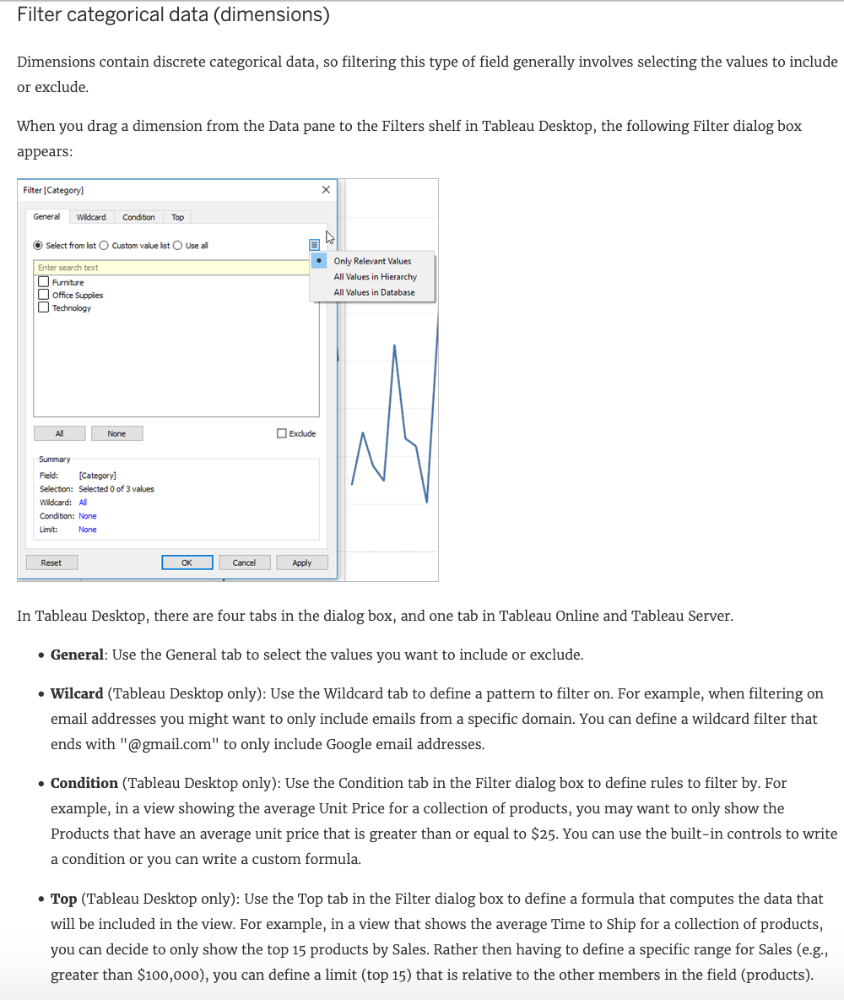 Filter categorical data (dimensions)
Dimensions contain discrete categorical data, so filtering this type of field generally involves selecting the values to include
or exclude.
When you drag a dimension from the Data pane to the Filters shelf in Tableau Desktop, the following Filter dialog box
appears:
Filter [Category]
General Wildcard Condition Top
Select from list Custom value list Use all
Only Relevant Values
All Values in Hierarchy
All Values in Database
Enter search text
Furniture
Office Supplies
Technology
All None Exclude
Summary
Field: [Category]
Selection: Selected 0 of 3 values
Wildcard: All
Condition: None
Limit: None
Reset OK Cancel Apply
In Tableau Desktop, there are four tabs in the dialog box, and one tab in Tableau Online and Tableau Server.
• General: Use the General tab to select the values you want to include or exclude.
• Wilcard (Tableau Desktop only): Use the Wildcard tab to define a pattern to filter on. For example, when filtering on
email addresses you might want to only include emails from a specific domain. You can define a wildcard filter that
ends with "@gmail.com" to only include Google email addresses.
• Condition (Tableau Desktop only): Use the Condition tab in the Filter dialog box to define rules to filter by. For
example, in a view showing the average Unit Price for a collection of products, you may want to only show the
Products that have an average unit price that is greater than or equal to $25. You can use the built-in controls to write
a condition or you can write a custom formula.
• Top (Tableau Desktop only): Use the Top tab in the Filter dialog box to define a formula that computes the data that
will be included in the view. For example, in a view that shows the average Time to Ship for a collection of products,
you can decide to only show the top 15 products by Sales. Rather then having to define a specific range for Sales (e.g.,
greater than $100,000), you can define a limit (top 15) that is relative to the other members in the field (products).